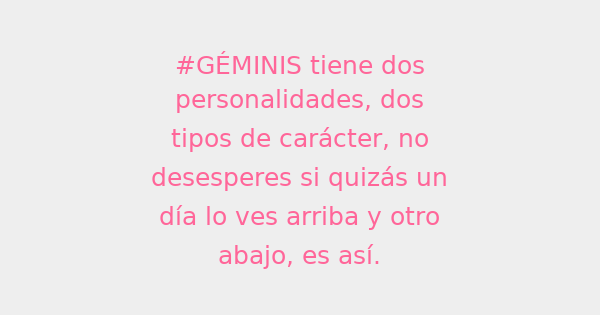 #GÉMINIS tiene dos
personalidades, dos
tipos de carácter, no
desesperes si quizás un
día lo ves arriba y otro
abajo, es así.